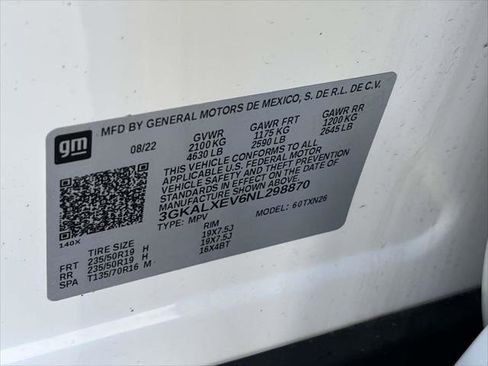 MFD BY GENERAL MOTORS DE MEXICO, S. DE R.L. DE C.V.
gm
08/22 GVWR GAWR FRT GAWR RR
2100 KG 1175 KG 1200 KG
4630 LB 2590 LB 2645 LB
THIS VEHICLE CONFORMS TO ALL
APPLICABLE U.S. FEDERAL MOTOR
VEHICLE SAFETY AND THEFT PREVENTION
STANDARDS IN EFFECT ON THE DATE OF
MANUFACTURE SHOWN ABOVE.
3GKALXEV6NL298870
TYPE: MPV MODEL: 60TXN26
140X
TIRE SIZE RIM
FRT 235/50R19 H 19X7.5J
RR 235/50R19 H 19X7.5J
SPA T135/70R16 M 16X4BT